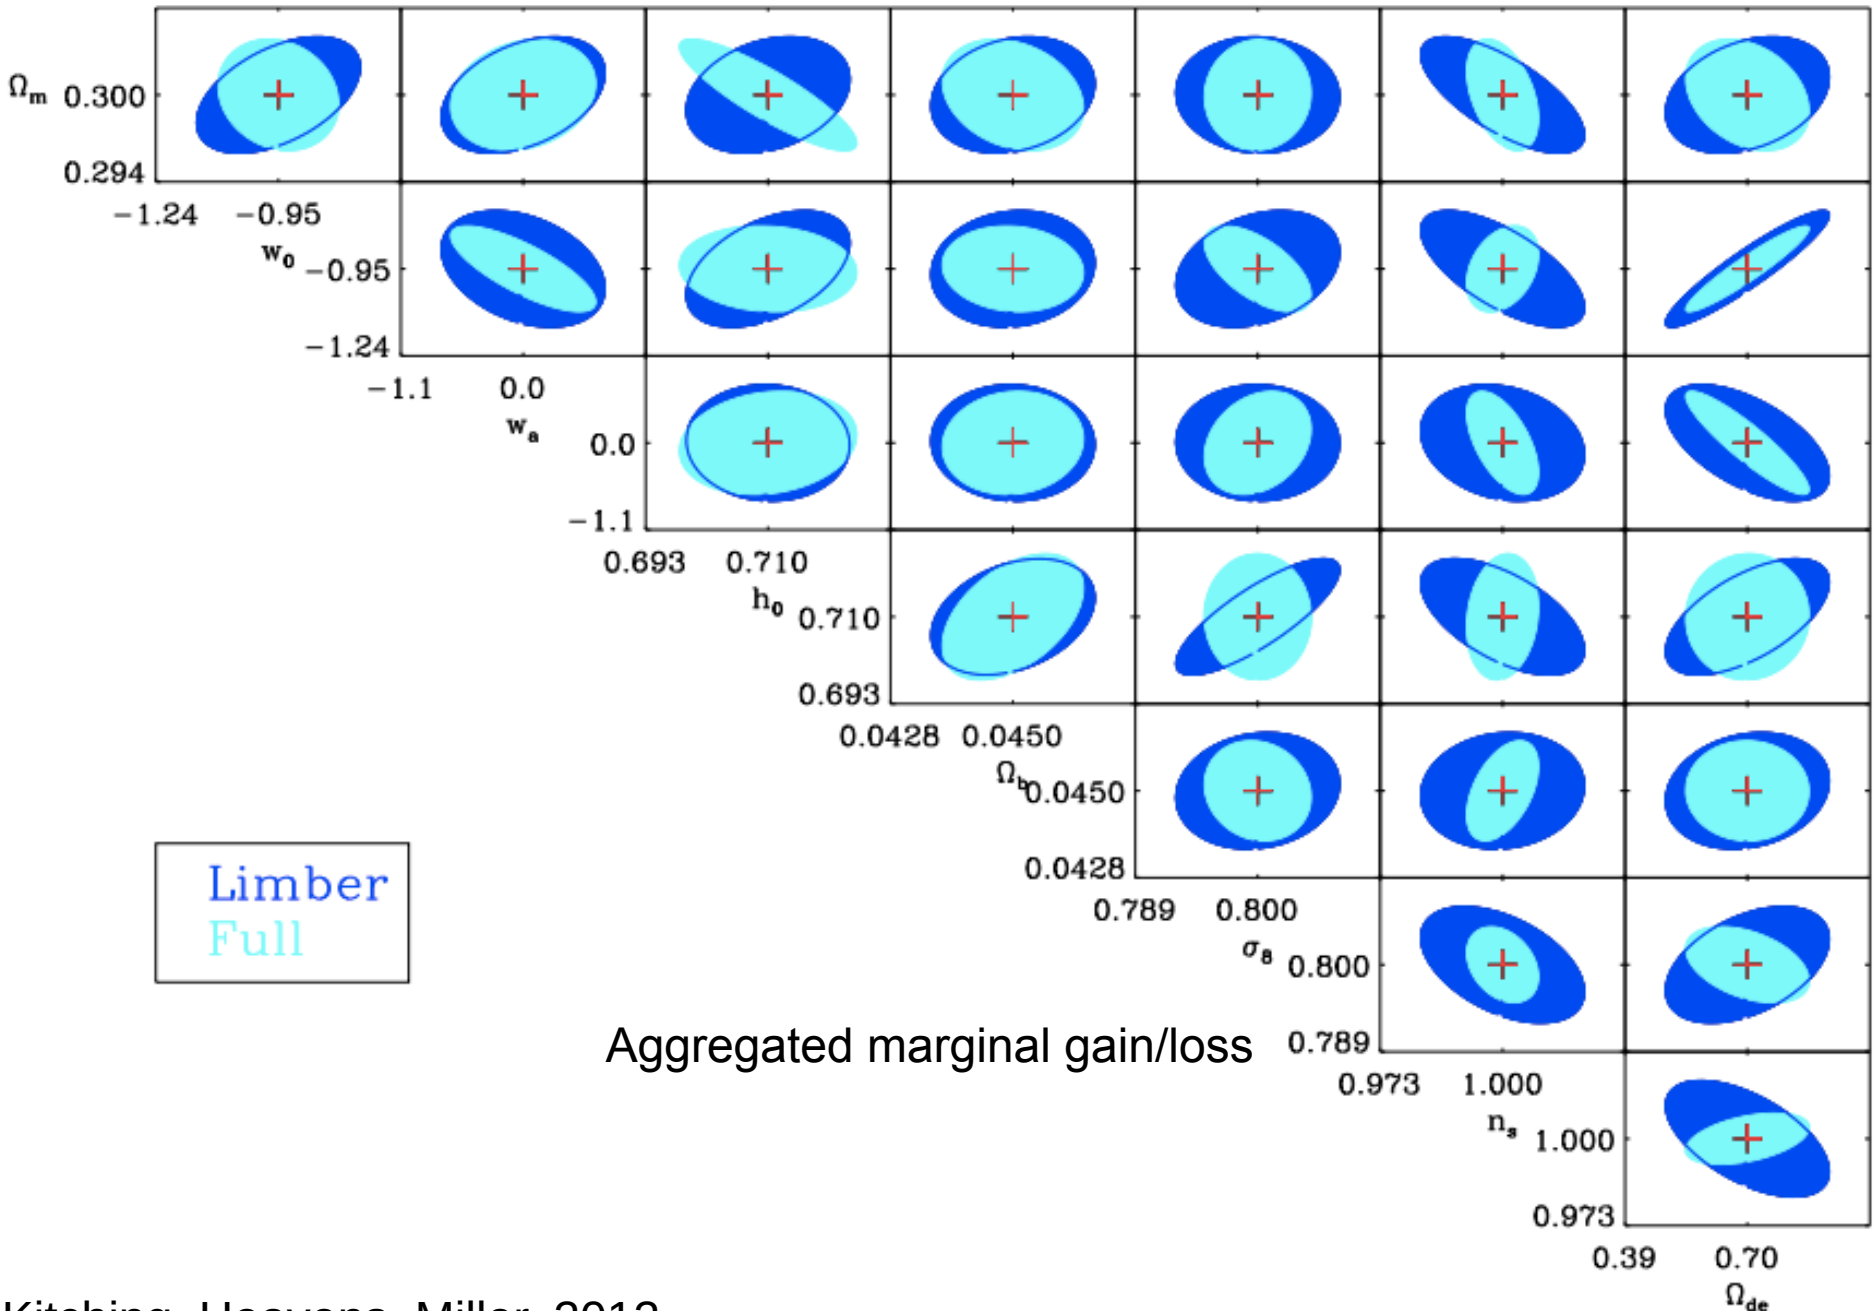 Ωm 0.300
0.294
−1.24 −0.95
w0 −0.95
−1.24
−1.1 0.0
wa
0.0
−1.1
0.693 0.710
h0 0.710
0.693
0.0428 0.0450
Ωb 0.0450
0.0428
Limber
Full
0.789 0.800
σ8 0.800
Aggregated marginal gain/loss
0.789
0.973 1.000
ns 1.000
0.973
0.39 0.70
Ωde